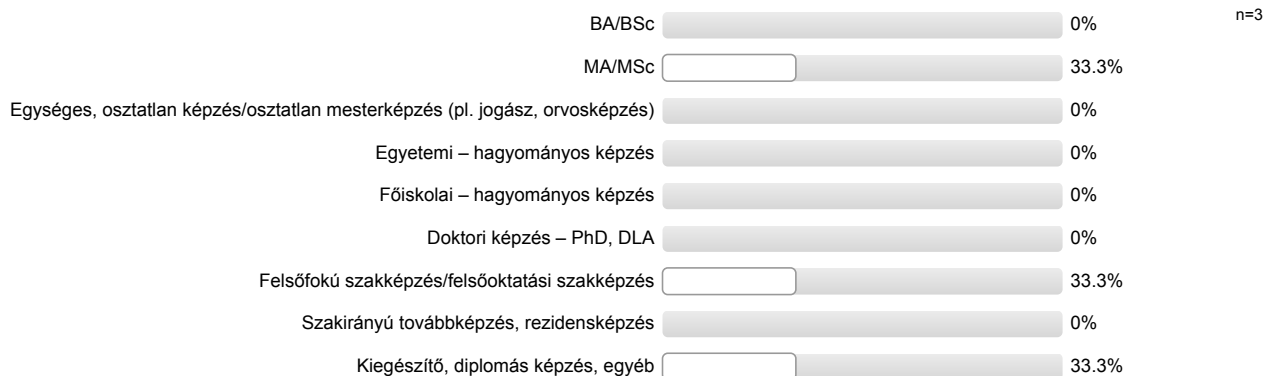 n=3
BA/BSc 0%
MA/MSc 33.3%
Egységes, osztatlan képzés/osztatlan mesterképzés (pl. jogász, orvosképzés) 0%
Egyetemi – hagyományos képzés 0%
Főiskolai – hagyományos képzés 0%
Doktori képzés – PhD, DLA 0%
Felsőfokú szakképzés/felsőoktatási szakképzés 33.3%
Szakirányú továbbképzés, rezidensképzés 0%
Kiegészítő, diplomás képzés, egyéb 33.3%